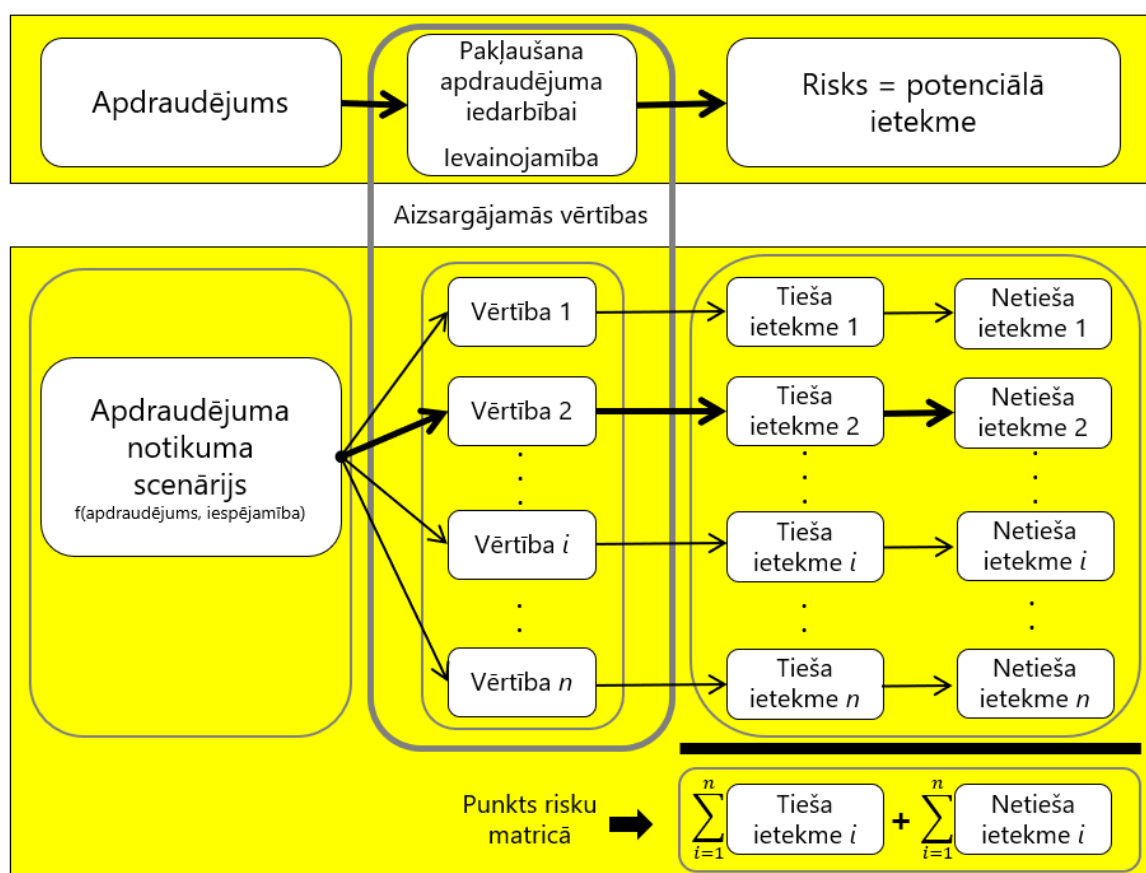 Apdraudējums
Pakļaušana
apdraudējuma
iedarbībai
Ievainojamība
Risks = potenciālā
ietekme
Aizsargājamās vērtības
Apdraudējuma
notikuma
scenārijs
f(apdraudējums, iespējamība)
Vērtība 1
Tieša
ietekme 1
Netieša
ietekme 1
Vērtība 2
Tieša
ietekme 2
Netieša
ietekme 2
Vērtība i
Tieša
ietekme i
Netieša
ietekme i
Vērtība n
Tieša
ietekme n
Netieša
ietekme n
Punkts risku
matricā
n
∑
i=1
Tieša
ietekme i
+
n
∑
i=1
Netieša
ietekme i